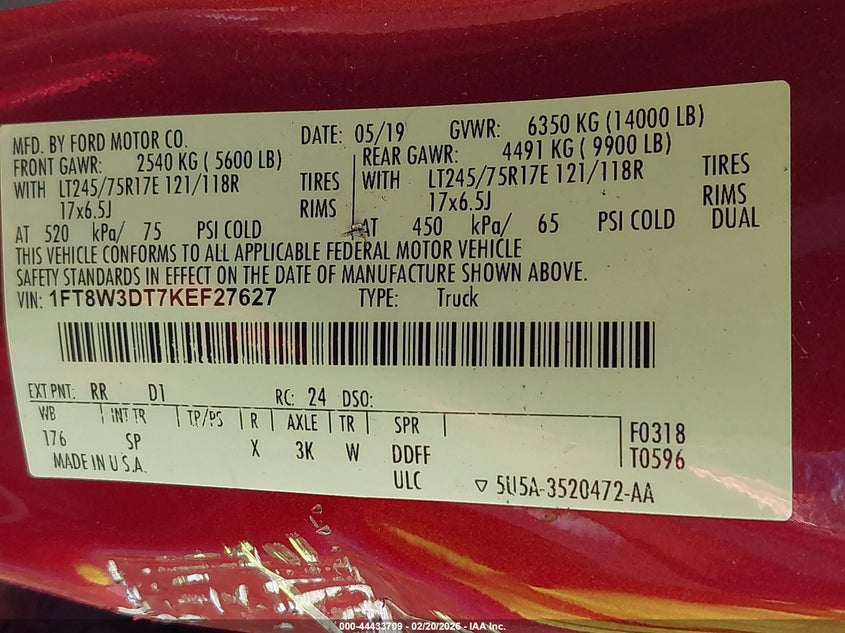 MFD. BY FORD MOTOR CO. DATE: 05/19 GVWR: 6350 KG (14000 LB)
FRONT GAWR: 2540 KG ( 5600 LB) REAR GAWR: 4491 KG ( 9900 LB)
WITH LT245/75R17E 121/118R TIRES WITH LT245/75R17E 121/118R TIRES
17x6.5J RIMS 17x6.5J RIMS
AT 520 kPa/ 75 PSI COLD AT 450 kPa/ 65 PSI COLD DUAL
THIS VEHICLE CONFORMS TO ALL APPLICABLE FEDERAL MOTOR VEHICLE
SAFETY STANDARDS IN EFFECT ON THE DATE OF MANUFACTURE SHOWN ABOVE.
VIN: 1FT8W3DT7KEF27627 TYPE: Truck
EXT PNT: RR D1 RC: 24 DSO:
WB INT TR TP/PS R AXLE TR SPR F0318
176 SP X 3K W DDFF T0596
MADE IN U.S.A. ULC 5U5A-3520472-AA
000-44433709 - 02/20/2026 - IAA Inc.